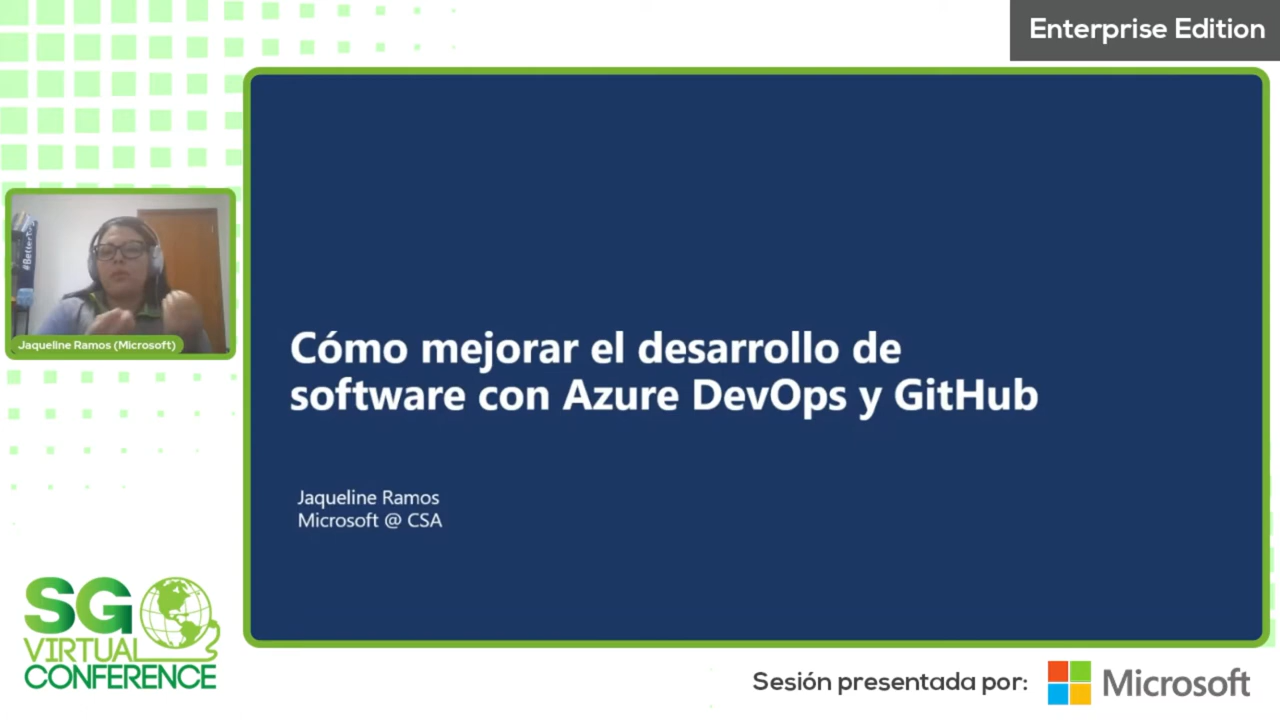 Enterprise Edition
#BetterTo
Jaqueline Ramos (Microsoft)
Cómo mejorar el desarrollo de
software con Azure DevOps y GitHub
Jaqueline Ramos
Microsoft @ CSA
SG
VIRTUAL
CONFERENCE
Sesión presentada por:
Microsoft